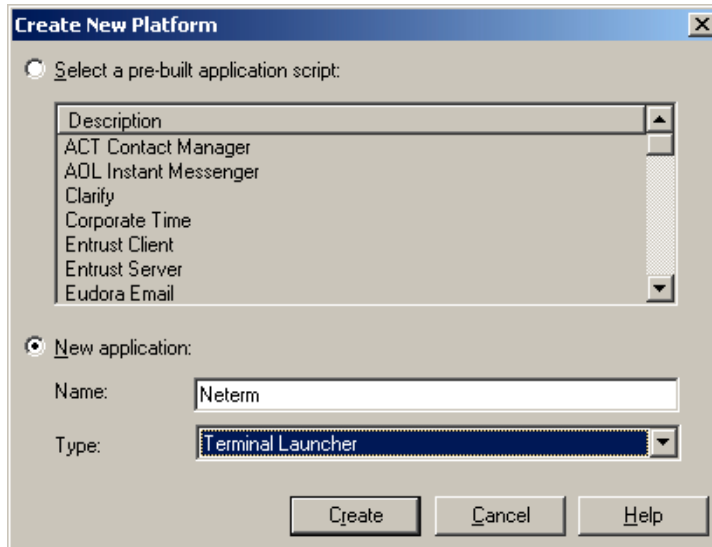 Create New Platform
Select a pre-built application script:
Description
ACT Contact Manager
AOL Instant Messenger
Clarify
Corporate Time
Entrust Client
Entrust Server
Eudora Email
New application:
Name: Neterm
Type: Terminal Launcher
Create Cancel Help